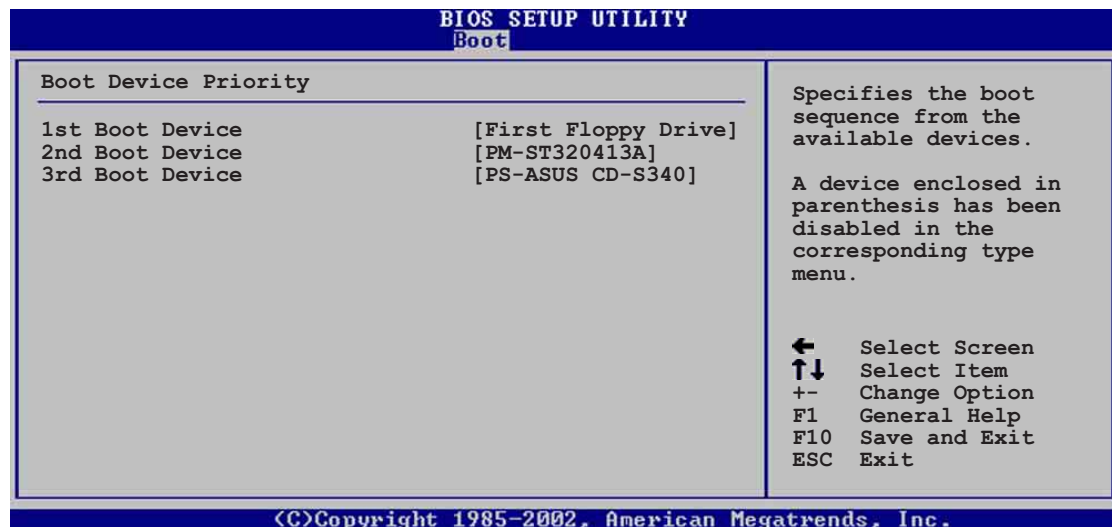 BIOS SETUP UTILITY
Boot
Boot Device Priority
1st Boot Device [First Floppy Drive]
2nd Boot Device [PM-ST320413A]
3rd Boot Device [PS-ASUS CD-S340]
Specifies the boot
sequence from the
available devices.
A device enclosed in
parenthesis has been
disabled in the
corresponding type
menu.
← Select Screen
↑↓ Select Item
+- Change Option
F1 General Help
F10 Save and Exit
ESC Exit
(C)Copyright 1985-2002, American Megatrends, Inc.